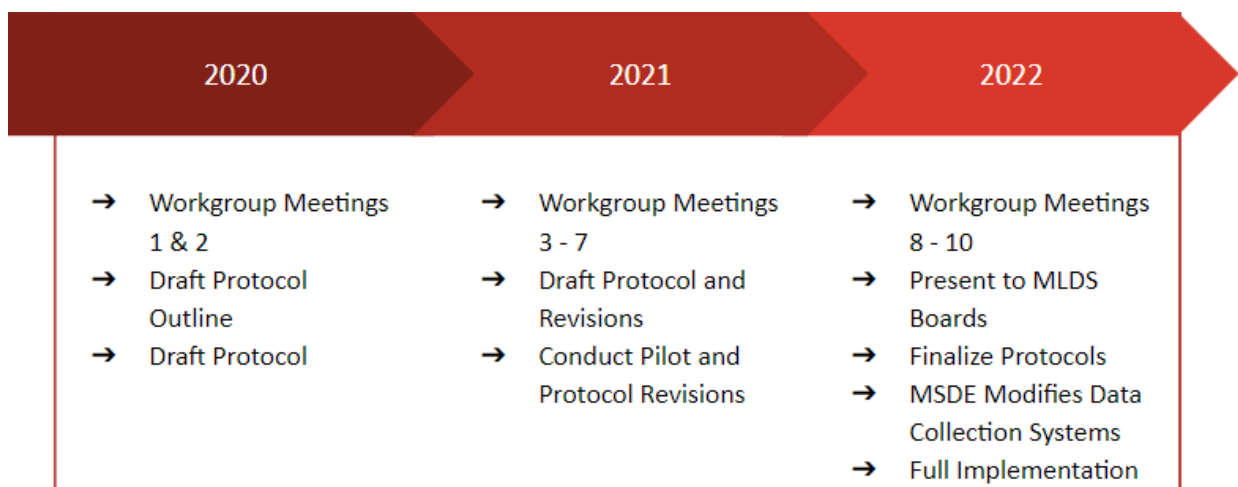 2020
2021
2022
➔ Workgroup Meetings
1 & 2
➔ Draft Protocol
Outline
➔ Draft Protocol
➔ Workgroup Meetings
3 - 7
➔ Draft Protocol and
Revisions
➔ Conduct Pilot and
Protocol Revisions
➔ Workgroup Meetings
8 - 10
➔ Present to MLDS
Boards
➔ Finalize Protocols
➔ MSDE Modifies Data
Collection Systems
➔ Full Implementation